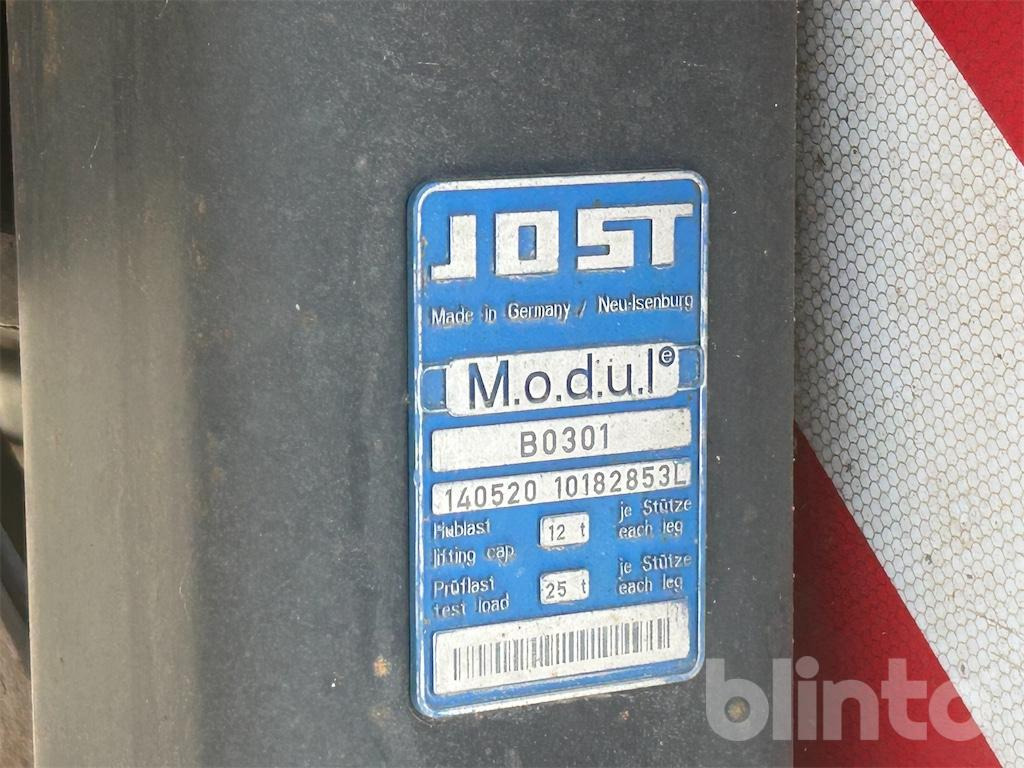 JOST
Made in Germany / Neu-Isenburg
M.o.d.u.l e
B0301
140520 10182853L
Hublast 12 t je Stütze
lifting cap. each leg
Prüflast 25 t je Stütze
test load each leg
blinto